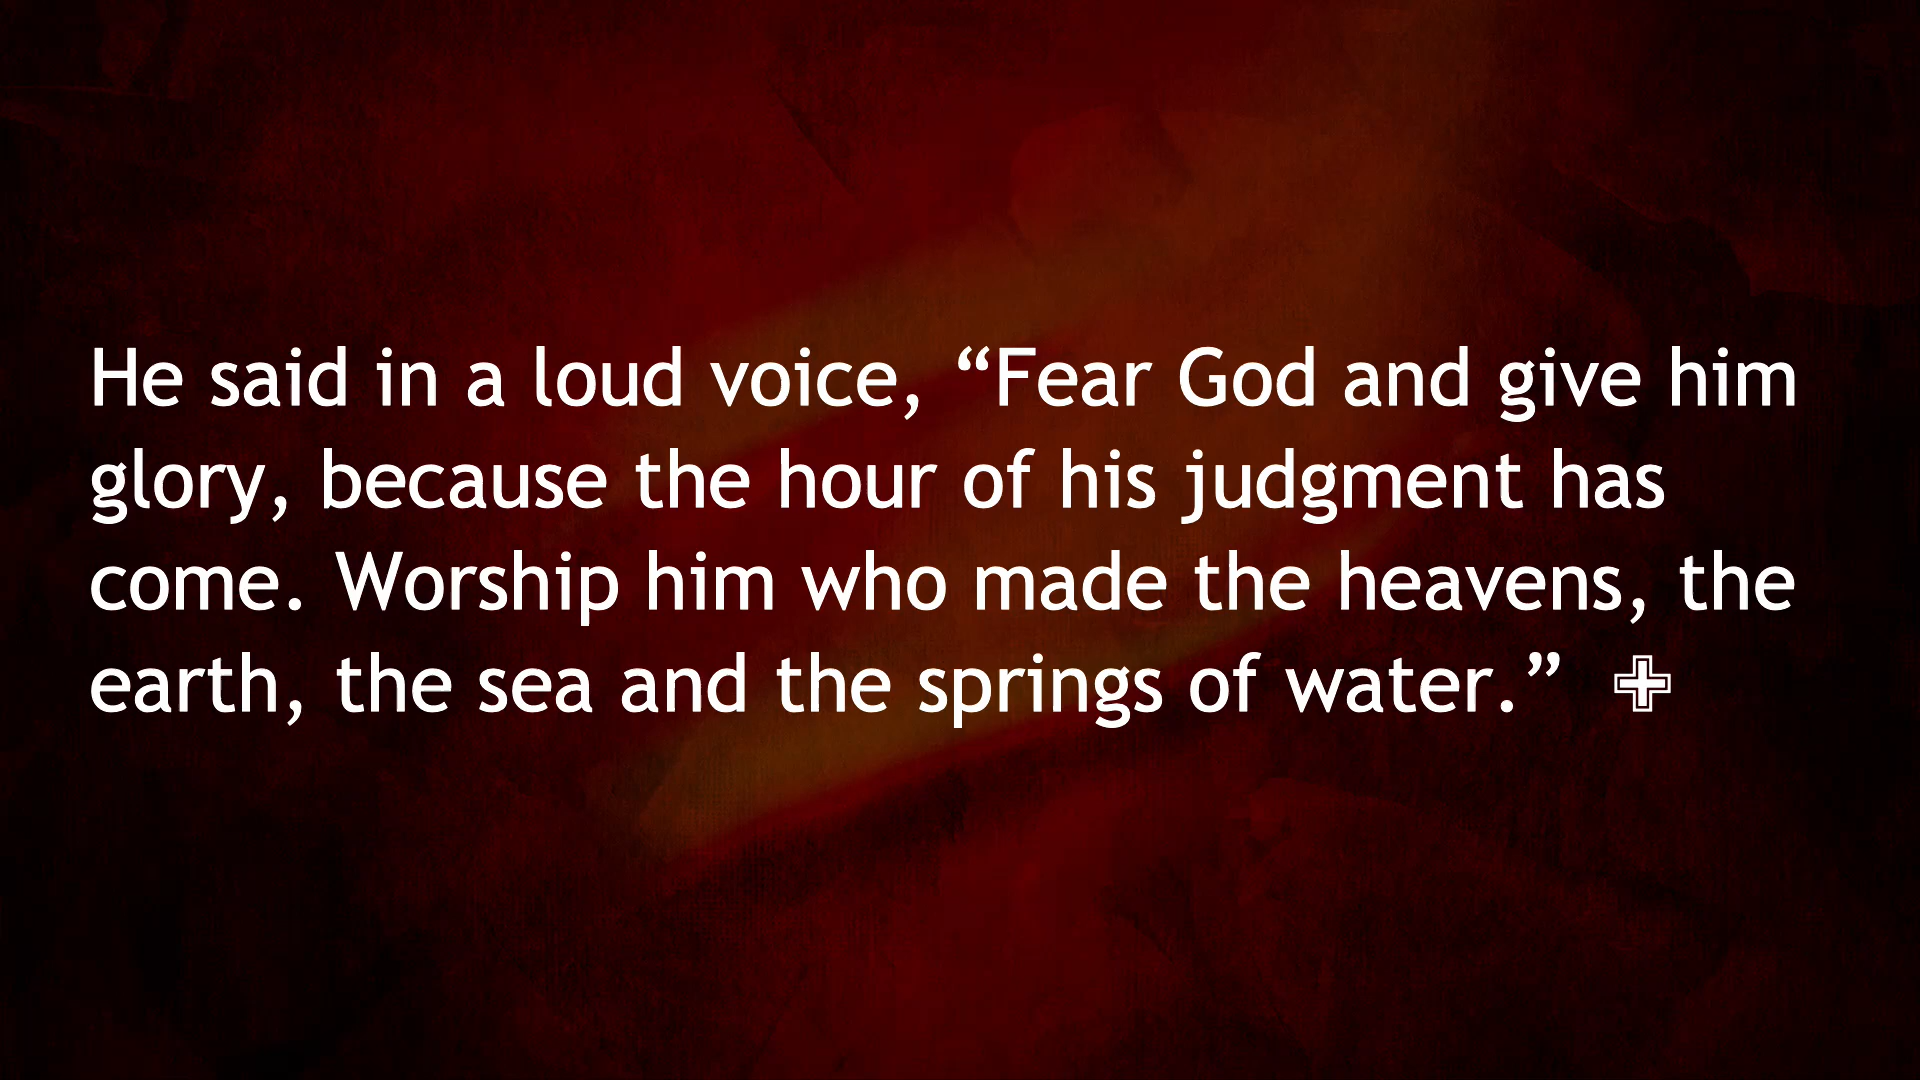 He said in a loud voice, “Fear God and give him
glory, because the hour of his judgment has
come. Worship him who made the heavens, the
earth, the sea and the springs of water.” ✙